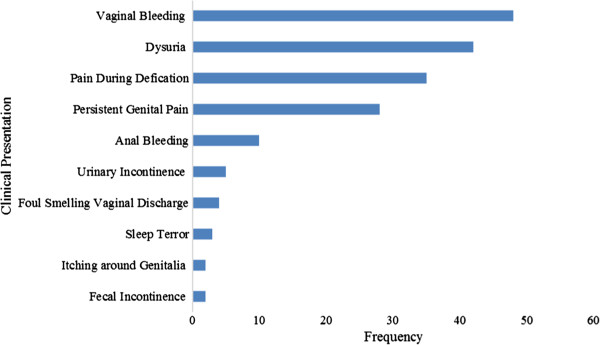 Clinical Presentation
Vaginal Bleeding
Dysuria
Pain During Defication
Persistent Genital Pain
Anal Bleeding
Urinary Incontinence
Foul Smelling Vaginal Discharge
Sleep Terror
Itching around Genitalia
Fecal Incontinence
0 10 20 30 40 50 60
Frequency